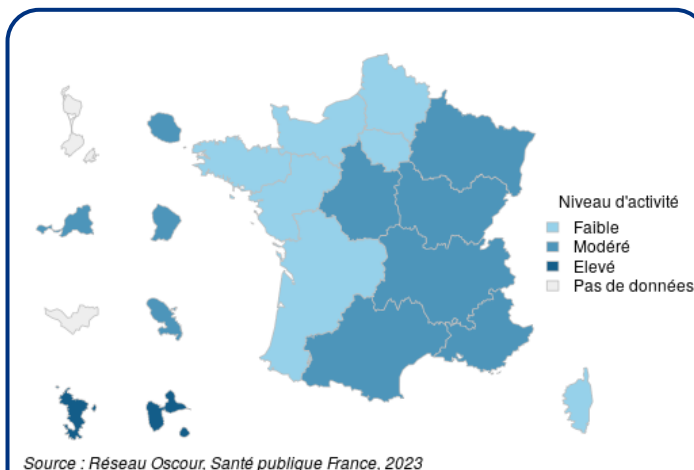 Niveau d'activité
Faible
Modéré
Elevé
Pas de données
Source : Réseau Oscour, Santé publique France, 2023